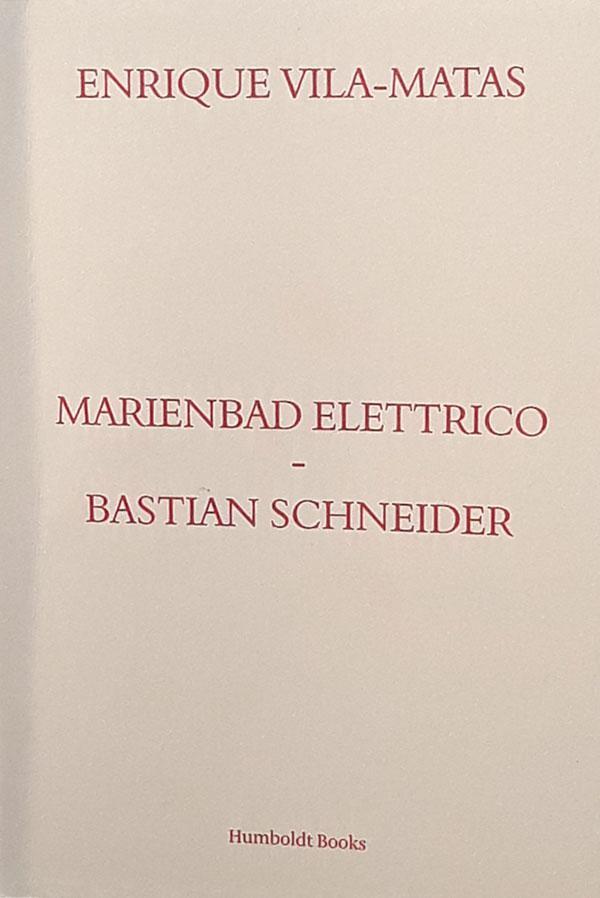 ENRIQUE VILA-MATAS
MARIENBAD ELETTRICO
-
BASTIAN SCHNEIDER
Humboldt Books